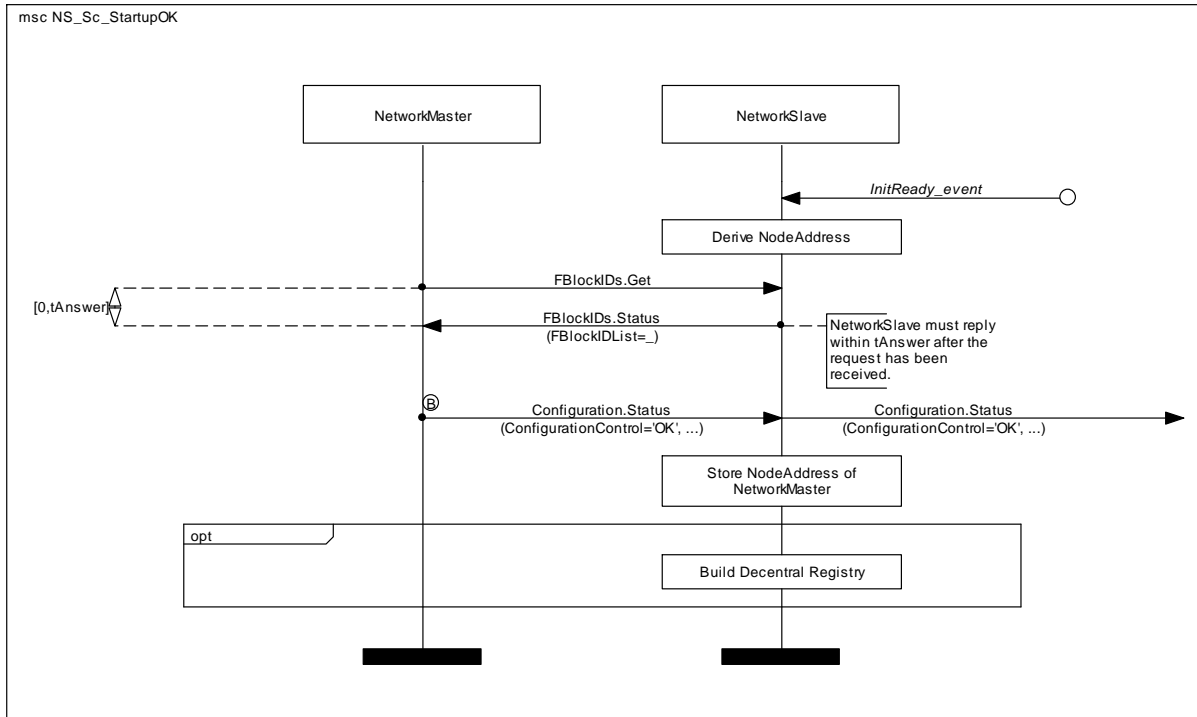 msc NS_Sc_StartupOK
NetworkMaster
NetworkSlave
InitReady_event
Derive NodeAddress
FBlockIDs.Get
[0,tAnswer]
FBlockIDs.Status
(FBlockIDList=_)
NetworkSlave must reply
within tAnswer after the
request has been
received.
B
Configuration.Status
(ConfigurationControl='OK', ...)
Configuration.Status
(ConfigurationControl='OK', ...)
Store NodeAddress of
NetworkMaster
opt
Build Decentral Registry